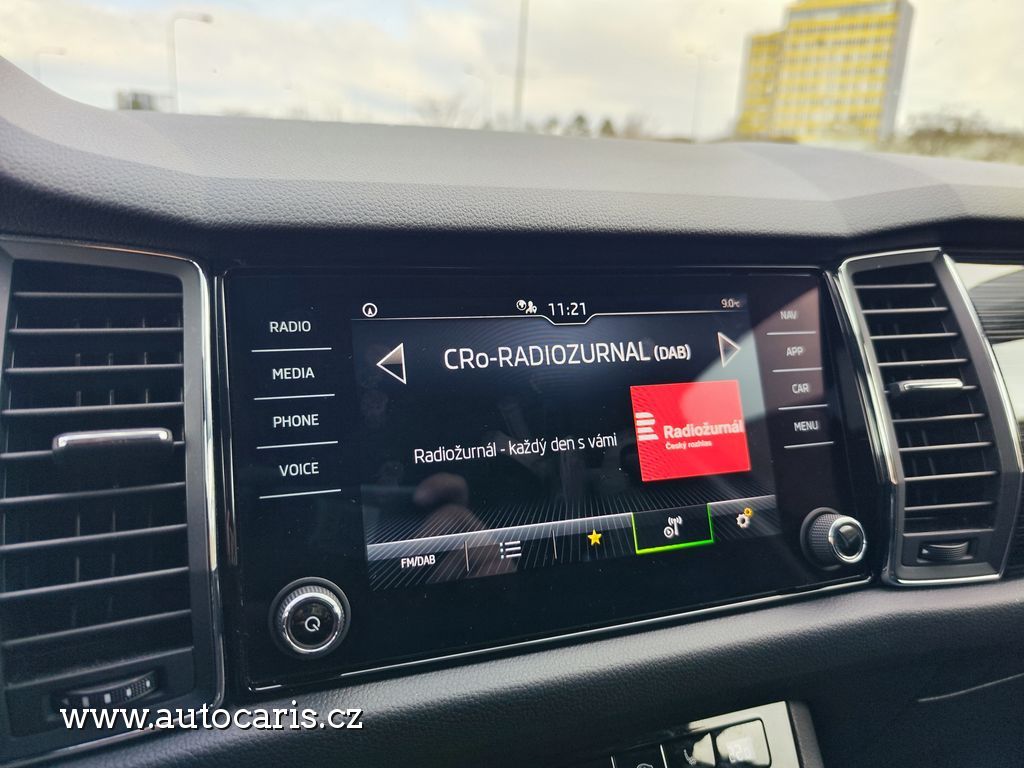 11:21
9.0°C
RADIO
MEDIA
PHONE
VOICE
CRo-RADIOZURNAL (DAB)
Radiožurnál - každý den s vámi
Radiožurnál
Český rozhlas
FM/DAB
NAV
APP
CAR
MENU
www.autocaris.cz